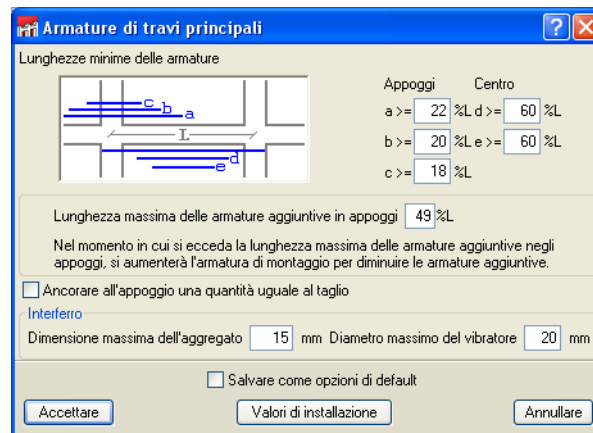 Armature di travi principali
Lunghezze minime delle armature
Appoggi Centro
c
b
a
L
d
e
a >= 22 %L d >= 60 %L
b >= 20 %L e >= 60 %L
c >= 18 %L
Lunghezza massima delle armature aggiuntive in appoggi 49 %L
Nel momento in cui si ecceda la lunghezza massima delle armature aggiuntive negli
appoggi, si aumenterà l'armatura di montaggio per diminuire le armature aggiuntive.
Ancorare all'appoggio una quantità uguale al taglio
Interferro
Dimensione massima dell'aggregato 15 mm Diametro massimo del vibratore 20 mm
Salvare come opzioni di default
Accettare Valori di installazione Annullare